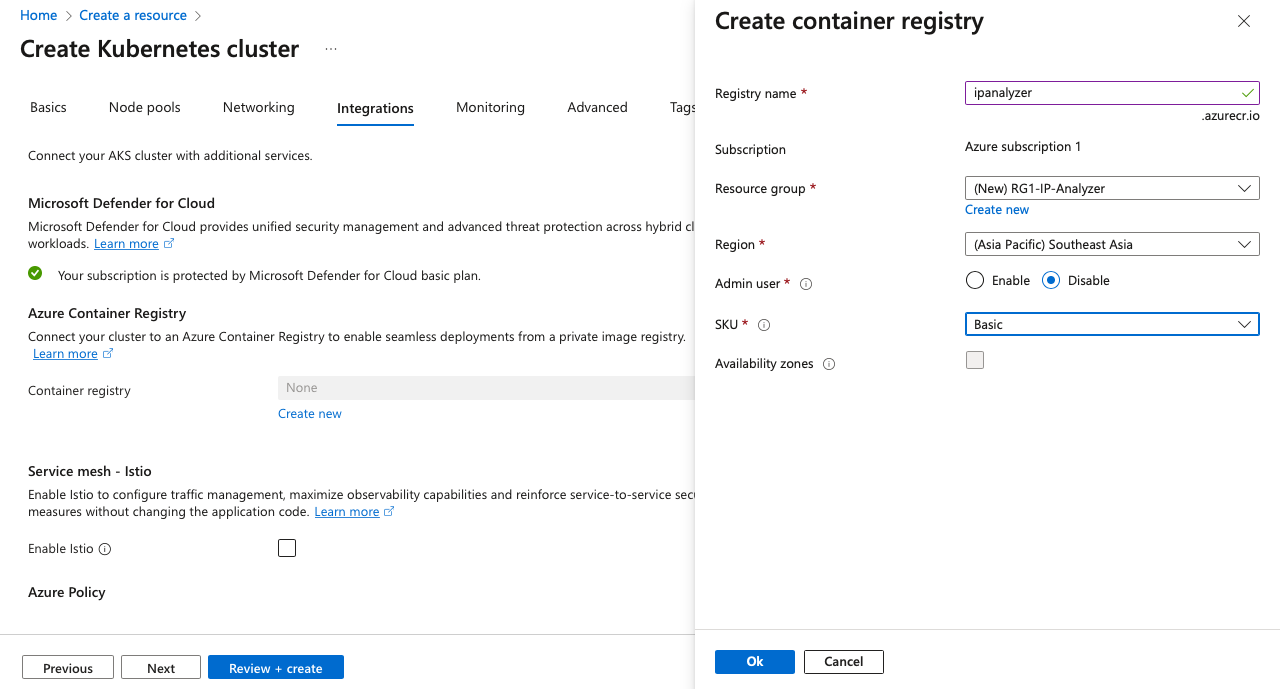 Home > Create a resource >
Create Kubernetes cluster ...
Basics Node pools Networking Integrations Monitoring Advanced Tags
Connect your AKS cluster with additional services.
Microsoft Defender for Cloud
Microsoft Defender for Cloud provides unified security management and advanced threat protection across hybrid cl
workloads. Learn more
Your subscription is protected by Microsoft Defender for Cloud basic plan.
Azure Container Registry
Connect your cluster to an Azure Container Registry to enable seamless deployments from a private image registry.
Learn more
Container registry None
Create new
Service mesh - Istio
Enable Istio to configure traffic management, maximize observability capabilities and reinforce service-to-service secu
measures without changing the application code. Learn more
Enable Istio
Azure Policy
Previous Next Review + create
Create container registry
Registry name * ipanalyzer
.azurecr.io
Subscription Azure subscription 1
Resource group * (New) RG1-IP-Analyzer
Create new
Region * (Asia Pacific) Southeast Asia
Admin user * Enable Disable
SKU * Basic
Availability zones
Ok Cancel